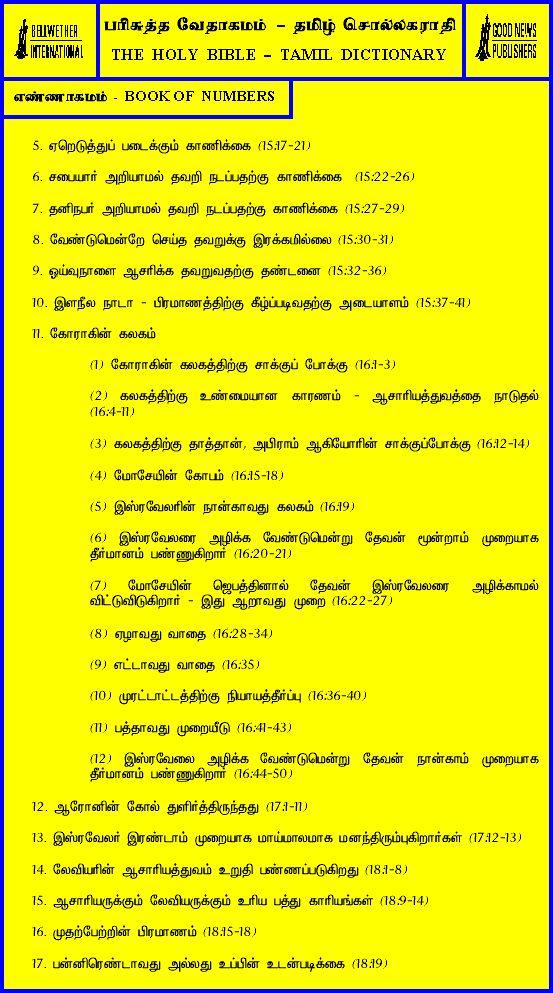 BELLWETHER
INTERNATIONAL
பரிசுத்த வேதாகமம் – தமிழ் சொல்லகராதி
THE HOLY BIBLE – TAMIL DICTIONARY
GOOD NEWS
PUBLISHERS
எண்ணாகமம் - BOOK OF NUMBERS
5. ஏறெடுத்துப் படைக்கும் காணிக்கை (15:17-21)
6. சபையார் அறியாமல் தவறி நடப்பதற்கு காணிக்கை (15:22-26)
7. தனிநபர் அறியாமல் தவறி நடப்பதற்கு காணிக்கை (15:27-29)
8. வேண்டுமென்றே செய்த தவறுக்கு இரக்கமில்லை (15:30-31)
9. ஓய்வுநாளை ஆசரிக்க தவறுவதற்கு தண்டனை (15:32-36)
10. இளநீல நாடா - பிரமாணத்திற்கு கீழ்ப்படிவதற்கு அடையாளம் (15:37-41)
11. கோராகின் கலகம்
(1) கோராகின் கலகத்திற்கு சாக்குப் போக்கு (16:1-3)
(2) கலகத்திற்கு உண்மையான காரணம் - ஆசாரியத்துவத்தை நாடுதல்
(16:4-11)
(3) கலகத்திற்கு தாத்தான், அபிராம் ஆகியோரின் சாக்குப்போக்கு (16:12-14)
(4) மோசேயின் கோபம் (16:15-18)
(5) இஸ்ரவேலரின் நான்காவது கலகம் (16:19)
(6) இஸ்ரவேலரை அழிக்க வேண்டுமென்று தேவன் மூன்றாம் முறையாக
தீர்மானம் பண்ணுகிறார் (16:20-21)
(7) மோசேயின் ஜெபத்தினால் தேவன் இஸ்ரவேலரை அழிக்காமல்
விட்டுவிடுகிறார் - இது ஆறாவது முறை (16:22-27)
(8) ஏழாவது வாதை (16:28-34)
(9) எட்டாவது வாதை (16:35)
(10) முரட்டாட்டத்திற்கு நியாயத்தீர்ப்பு (16:36-40)
(11) பத்தாவது முறையீடு (16:41-43)
(12) இஸ்ரவேலை அழிக்க வேண்டுமென்று தேவன் நான்காம் முறையாக
தீர்மானம் பண்ணுகிறார் (16:44-50)
12. ஆரோனின் கோல் துளிர்த்திருந்தது (17:1-11)
13. இஸ்ரவேலர் இரண்டாம் முறையாக மாய்மாலமாக மனந்திரும்புகிறார்கள் (17:12-13)
14. லேவியரின் ஆசாரியத்துவம் உறுதி பண்ணப்படுகிறது (18:1-8)
15. ஆசாரியருக்கும் லேவியருக்கும் உரிய பத்து காரியங்கள் (18:9-14)
16. முதற்பேற்றின் பிரமாணம் (18:15-18)
17. பன்னிரெண்டாவது அல்லது உப்பின் உடன்படிக்கை (18:19)